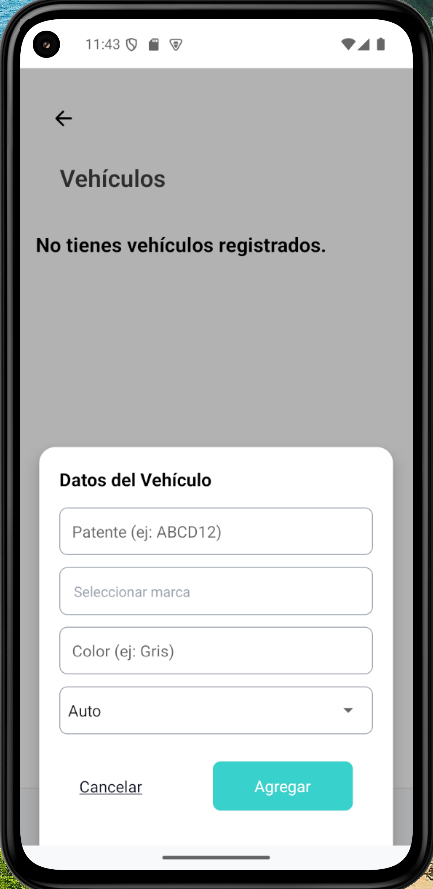 11:43
Vehículos
No tienes vehículos registrados.
Datos del Vehículo
Patente (ej: ABCD12)
Seleccionar marca
Color (ej: Gris)
Auto
Cancelar
Agregar